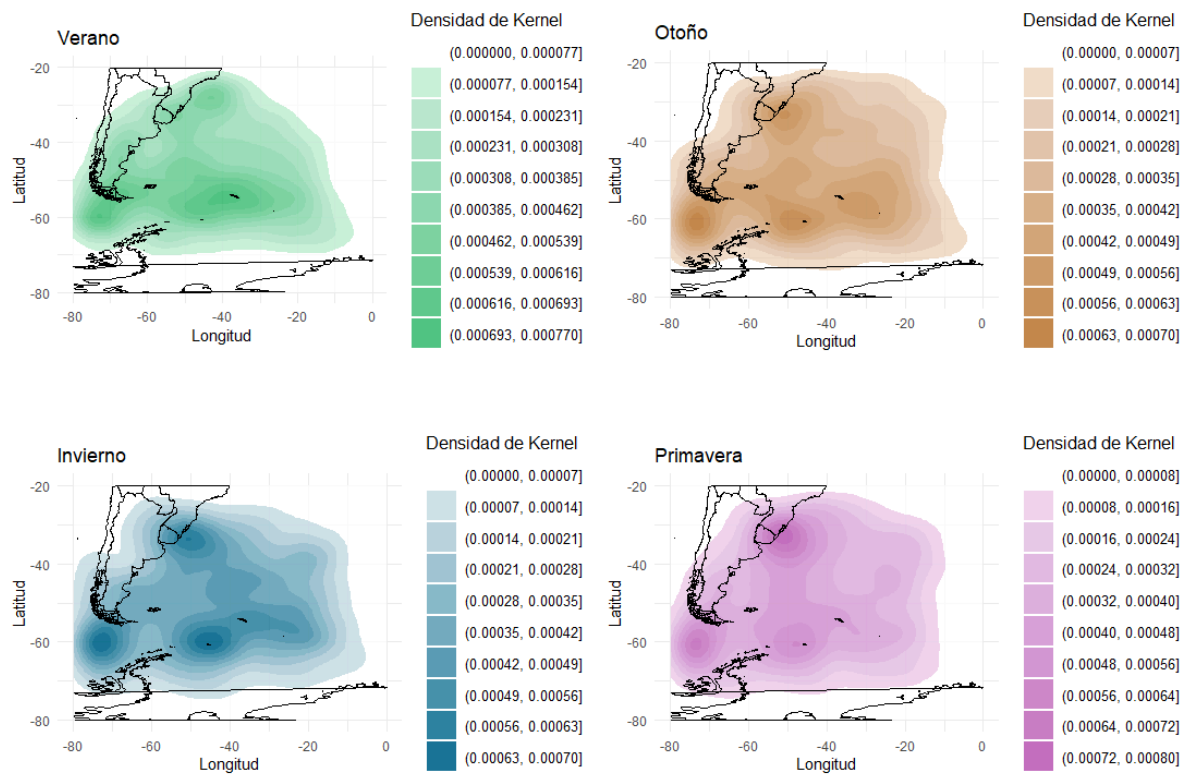 Verano
Densidad de Kernel
(0.000000, 0.000077]
(0.000077, 0.000154]
(0.000154, 0.000231]
(0.000231, 0.000308]
(0.000308, 0.000385]
(0.000385, 0.000462]
(0.000462, 0.000539]
(0.000539, 0.000616]
(0.000616, 0.000693]
(0.000693, 0.000770]
-20
-40
-60
-80
Latitud
-80 -60 -40 -20 0
Longitud
Otoño
Densidad de Kernel
(0.00000, 0.00007]
(0.00007, 0.00014]
(0.00014, 0.00021]
(0.00021, 0.00028]
(0.00028, 0.00035]
(0.00035, 0.00042]
(0.00042, 0.00049]
(0.00049, 0.00056]
(0.00056, 0.00063]
(0.00063, 0.00070]
-20
-40
-60
-80
Latitud
-80 -60 -40 -20 0
Longitud
Invierno
Densidad de Kernel
(0.00000, 0.00007]
(0.00007, 0.00014]
(0.00014, 0.00021]
(0.00021, 0.00028]
(0.00028, 0.00035]
(0.00035, 0.00042]
(0.00042, 0.00049]
(0.00049, 0.00056]
(0.00056, 0.00063]
(0.00063, 0.00070]
-20
-40
-60
-80
Latitud
-80 -60 -40 -20 0
Longitud
Primavera
Densidad de Kernel
(0.00000, 0.00008]
(0.00008, 0.00016]
(0.00016, 0.00024]
(0.00024, 0.00032]
(0.00032, 0.00040]
(0.00040, 0.00048]
(0.00048, 0.00056]
(0.00056, 0.00064]
(0.00064, 0.00072]
(0.00072, 0.00080]
-20
-40
-60
-80
Latitud
-80 -60 -40 -20 0
Longitud